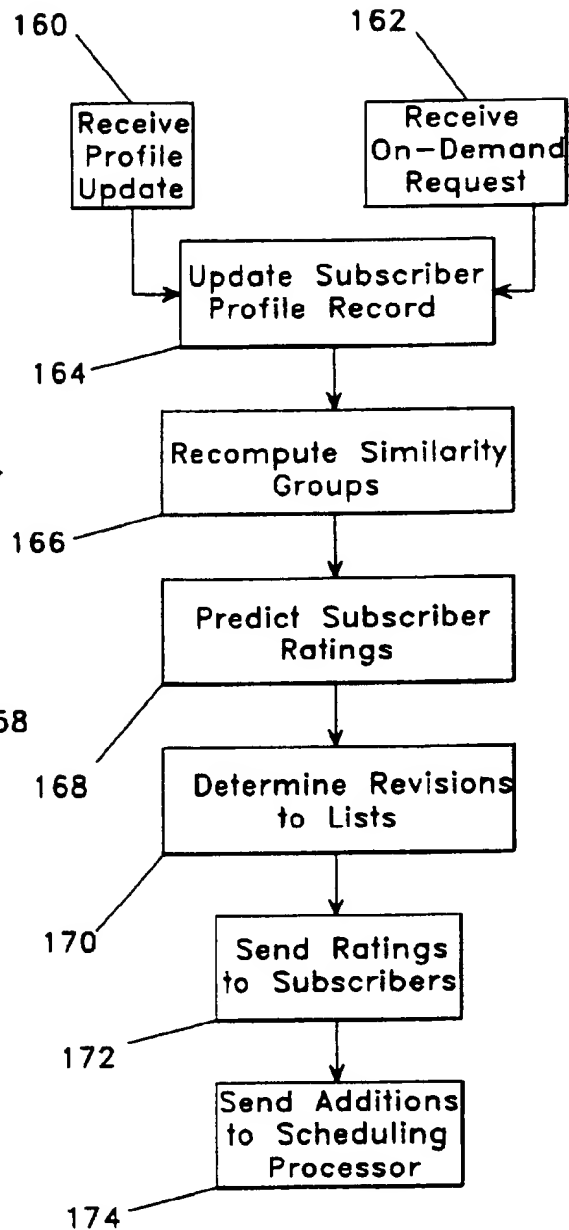 160
162
Receive
Profile
Update
Receive
On-Demand
Request
Update Subscriber
Profile Record
164
Recompute Similarity
Groups
166
Predict Subscriber
Ratings
168
Determine Revisions
to Lists
170
Send Ratings
to Subscribers
172
Send Additions
to Scheduling
Processor
174